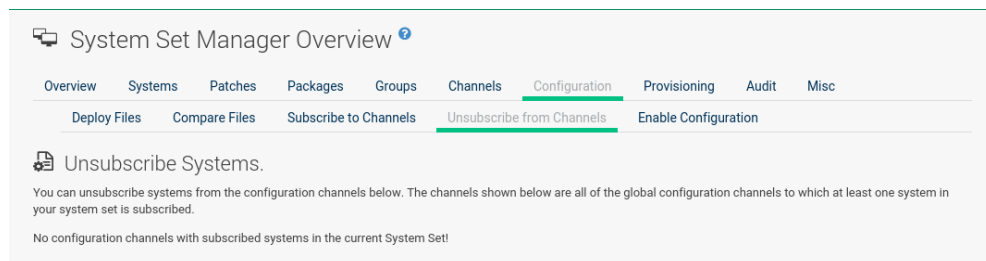 System Set Manager Overview ?
Overview Systems Patches Packages Groups Channels Configuration Provisioning Audit Misc
Deploy Files Compare Files Subscribe to Channels Unsubscribe from Channels Enable Configuration
Unsubscribe Systems.
You can unsubscribe systems from the configuration channels below. The channels shown below are all of the global configuration channels to which at least one system in
your system set is subscribed.
No configuration channels with subscribed systems in the current System Set!